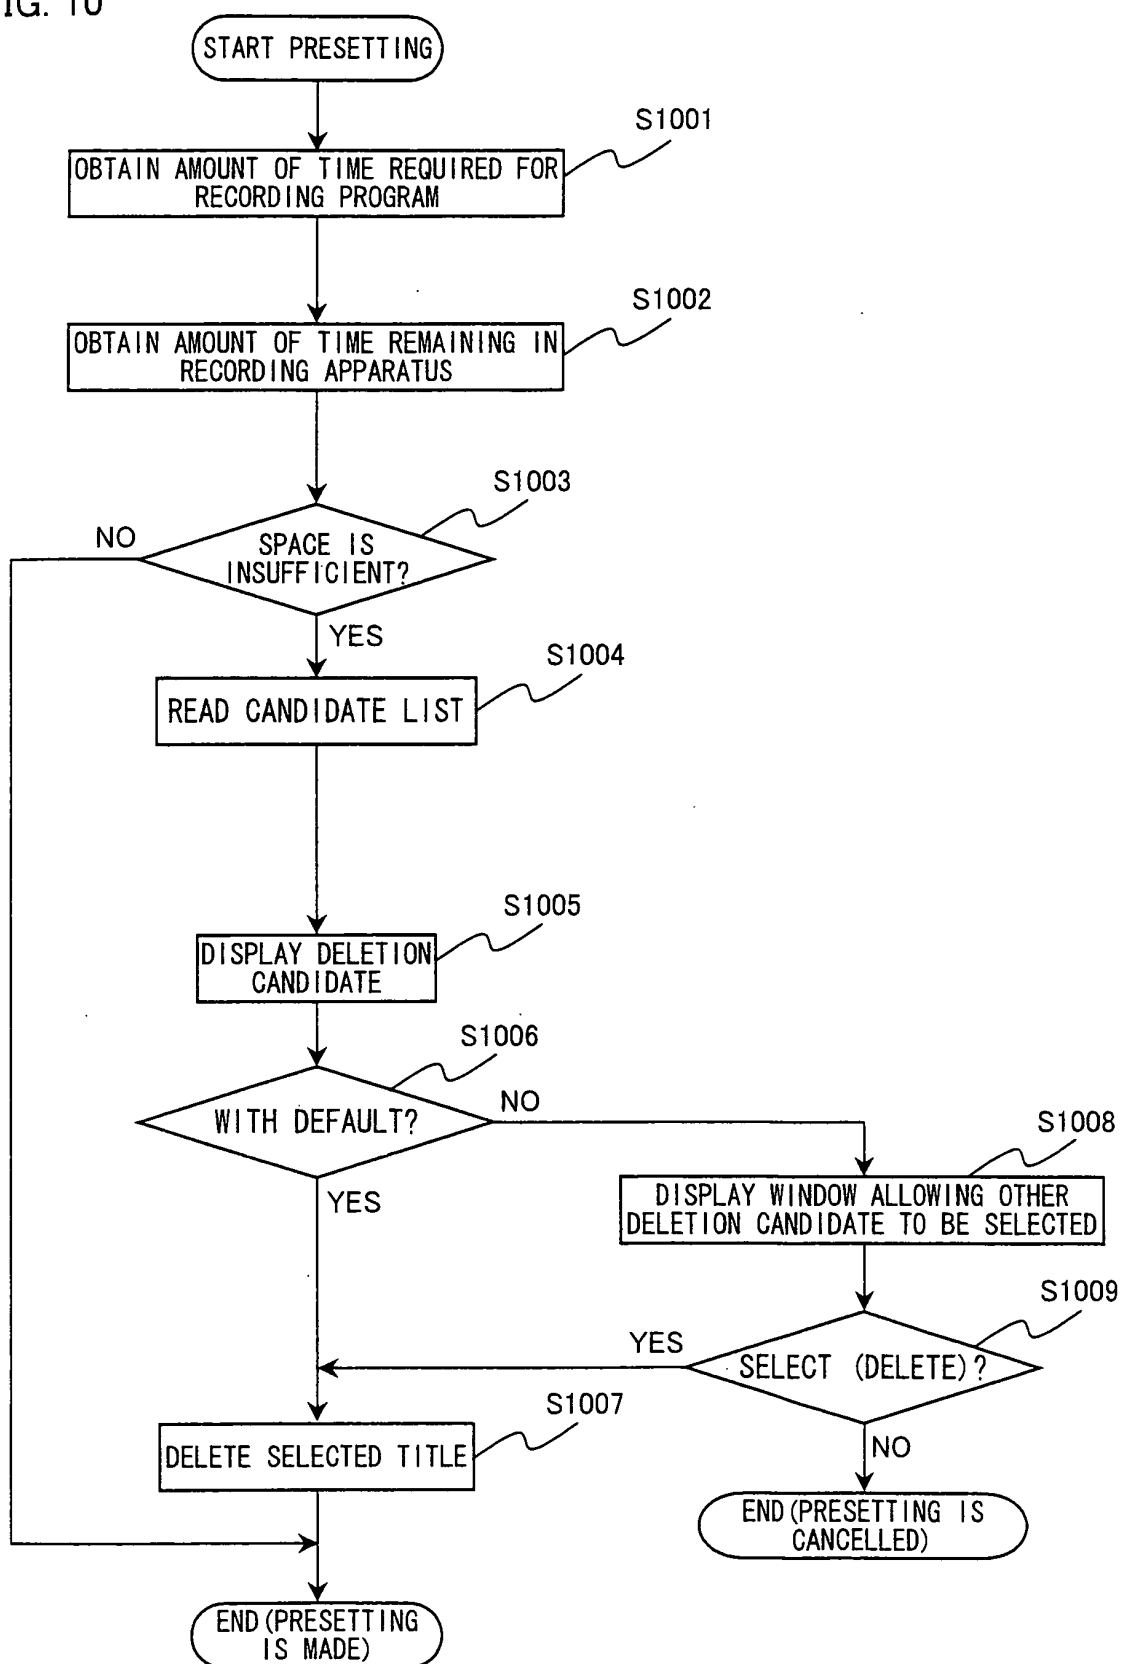 IG. 10
START PRESETTING
S1001
OBTAIN AMOUNT OF TIME REQUIRED FOR
RECORDING PROGRAM
S1002
OBTAIN AMOUNT OF TIME REMAINING IN
RECORDING APPARATUS
S1003
NO
SPACE IS
INSUFFICIENT?
YES
S1004
READ CANDIDATE LIST
S1005
DISPLAY DELETION
CANDIDATE
S1006
WITH DEFAULT?
NO
YES
S1008
DISPLAY WINDOW ALLOWING OTHER
DELETION CANDIDATE TO BE SELECTED
S1009
YES
SELECT (DELETE)?
S1007
DELETE SELECTED TITLE
NO
END(PRESETTING IS
CANCELLED)
END(PRESETTING
IS MADE)